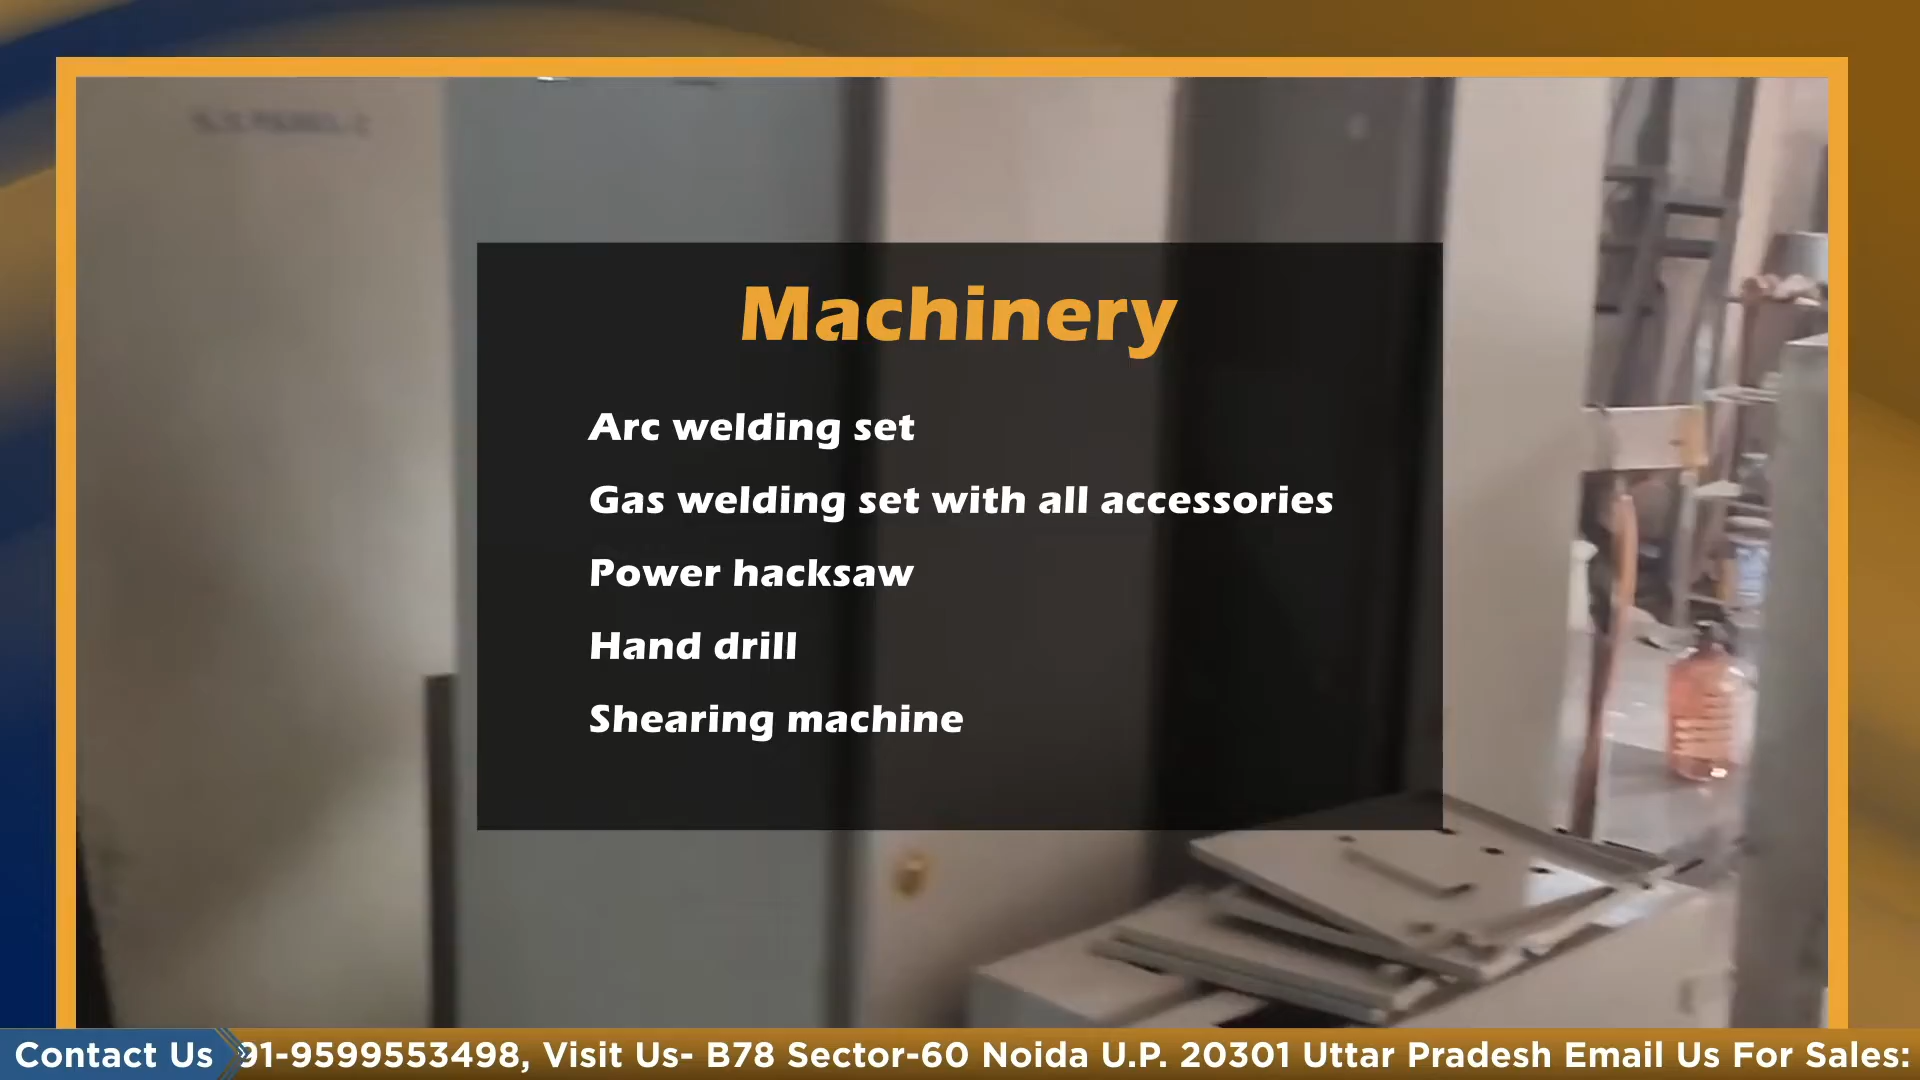 Machinery
Arc welding set
Gas welding set with all accessories
Power hacksaw
Hand drill
Shearing machine
Contact Us 91-9599553498, Visit Us- B78 Sector-60 Noida U.P. 20301 Uttar Pradesh Email Us For Sales: